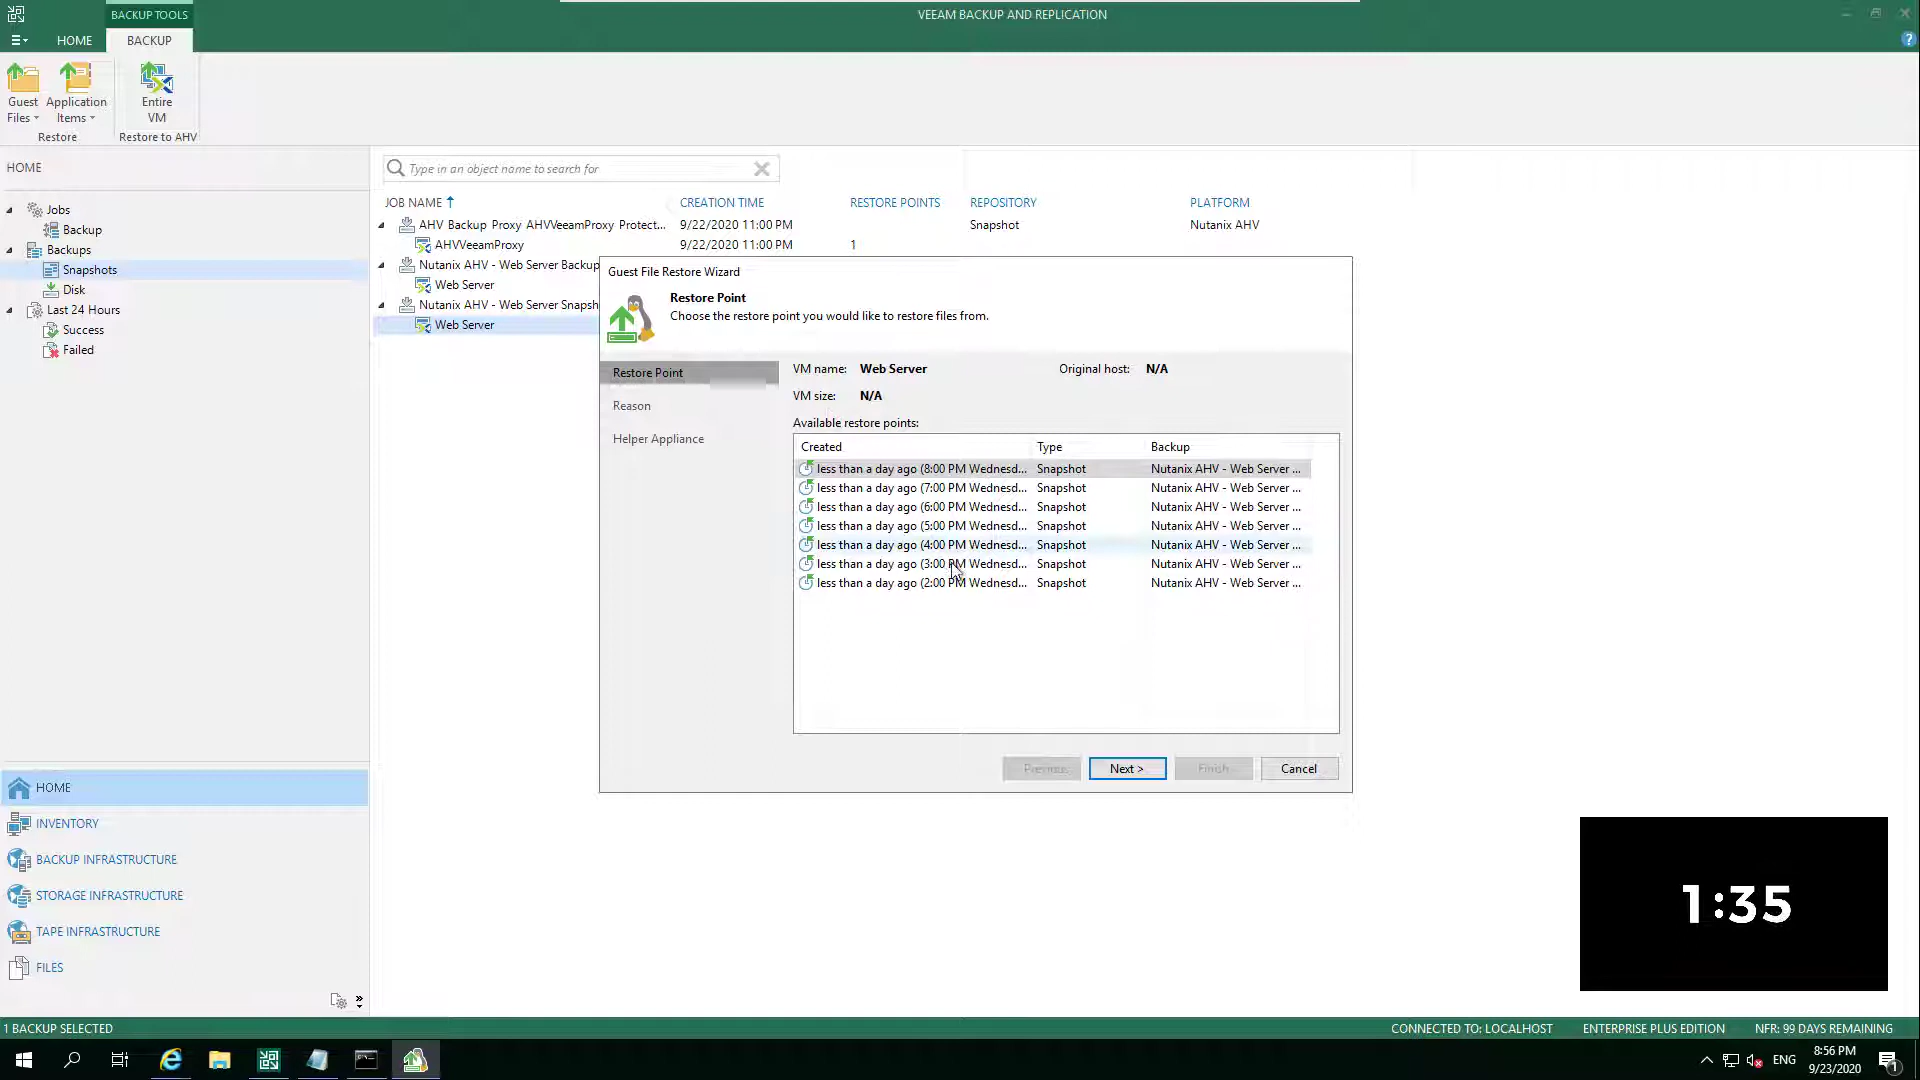 BACKUP TOOLS
VEEAM BACKUP AND REPLICATION
HOME
BACKUP
Guest Files
Application Items
Entire VM
Restore
Restore to AHV
HOME
Type in an object name to search for
Jobs
Backup
Backups
Snapshots
Disk
Last 24 Hours
Success
Failed
JOB NAME CREATION TIME RESTORE POINTS REPOSITORY PLATFORM
AHV Backup Proxy AHVVeeamProxy Protect... 9/22/2020 11:00 PM Snapshot Nutanix AHV
AHVVeeamProxy 9/22/2020 11:00 PM 1
Nutanix AHV - Web Server Backup
Web Server
Nutanix AHV - Web Server Snapsh
Web Server
Guest File Restore Wizard
Restore Point
Choose the restore point you would like to restore files from.
Restore Point
Reason
Helper Appliance
VM name: Web Server Original host: N/A
VM size: N/A
Available restore points:
Created Type Backup
less than a day ago (8:00 PM Wednesd... Snapshot Nutanix AHV - Web Server ...
less than a day ago (7:00 PM Wednesd... Snapshot Nutanix AHV - Web Server ...
less than a day ago (6:00 PM Wednesd... Snapshot Nutanix AHV - Web Server ...
less than a day ago (5:00 PM Wednesd... Snapshot Nutanix AHV - Web Server ...
less than a day ago (4:00 PM Wednesd... Snapshot Nutanix AHV - Web Server ...
less than a day ago (3:00 PM Wednesd... Snapshot Nutanix AHV - Web Server ...
less than a day ago (2:00 PM Wednesd... Snapshot Nutanix AHV - Web Server ...
Previous Next > Finish Cancel
HOME
INVENTORY
BACKUP INFRASTRUCTURE
STORAGE INFRASTRUCTURE
TAPE INFRASTRUCTURE
FILES
1:35
1 BACKUP SELECTED
CONNECTED TO: LOCALHOST ENTERPRISE PLUS EDITION NFR: 99 DAYS REMAINING
ENG
8:56 PM
9/23/2020
1